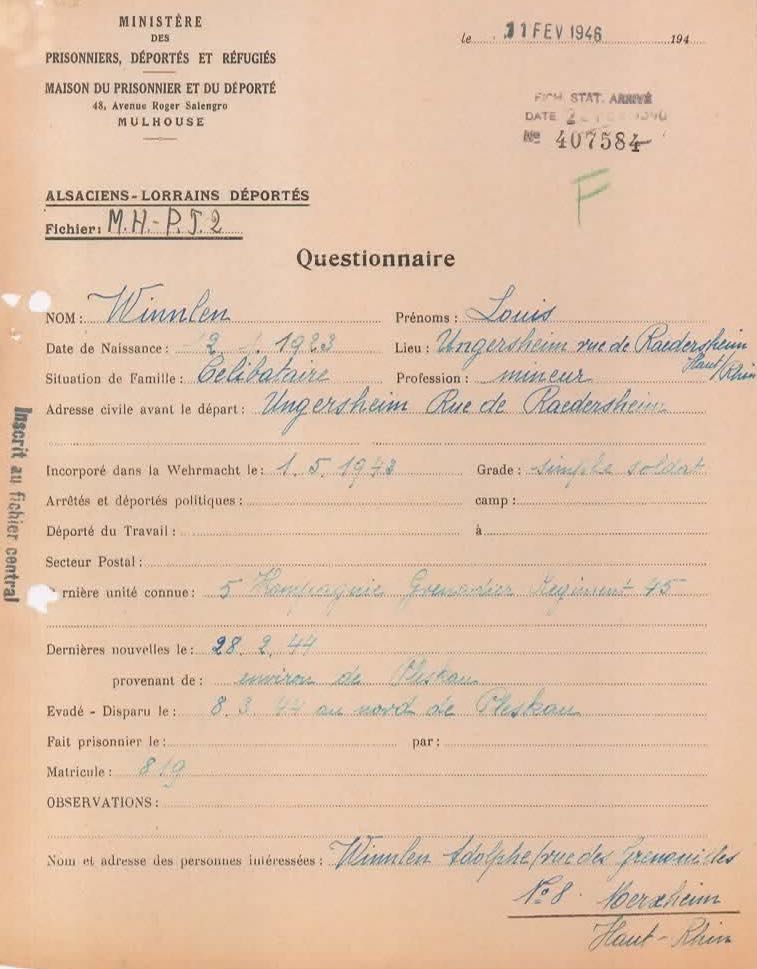 MINISTÈRE
DES
PRISONNIERS, DÉPORTÉS ET RÉFUGIÉS
MAISON DU PRISONNIER ET DU DÉPORTÉ
48, Avenue Roger Salengro
MULHOUSE
le 11 FEV 1946 194
STAT. ARRIVÉ
DATE
No 407584
F
ALSACIENS-LORRAINS DÉPORTÉS
Fichier: M.H.-P.J.2
Questionnaire
NOM: Winnlen Prénoms: Louis
Date de Naissance: 2 1923 Lieu: Ungersheim rue de Raedersheim
Haut/Rhin
Situation de Famille: Célibataire Profession: mineur
Adresse civile avant le départ: Ungersheim Rue de Raedersheim
Incorporé dans la Wehrmacht le: 1.5.1943 Grade: simple soldat
Arrêtés et déportés politiques: camp:
Déporté du Travail: à
Secteur Postal:
rnière unité connue: 5 Kompagnie Grenadier Regiment 45
Dernières nouvelles le: 28.2.44
provenant de: environ de Pleskau
Evadé - Disparu le: 8.3.44 au nord de Pleskau
Fait prisonnier le: par:
Matricule: 819
OBSERVATIONS:
Nom et adresse des personnes intéressées: Winnlen Adolphe/rue des Grenouilles
No 8. Merxheim
Haut-Rhin
Inscrit au fichier central